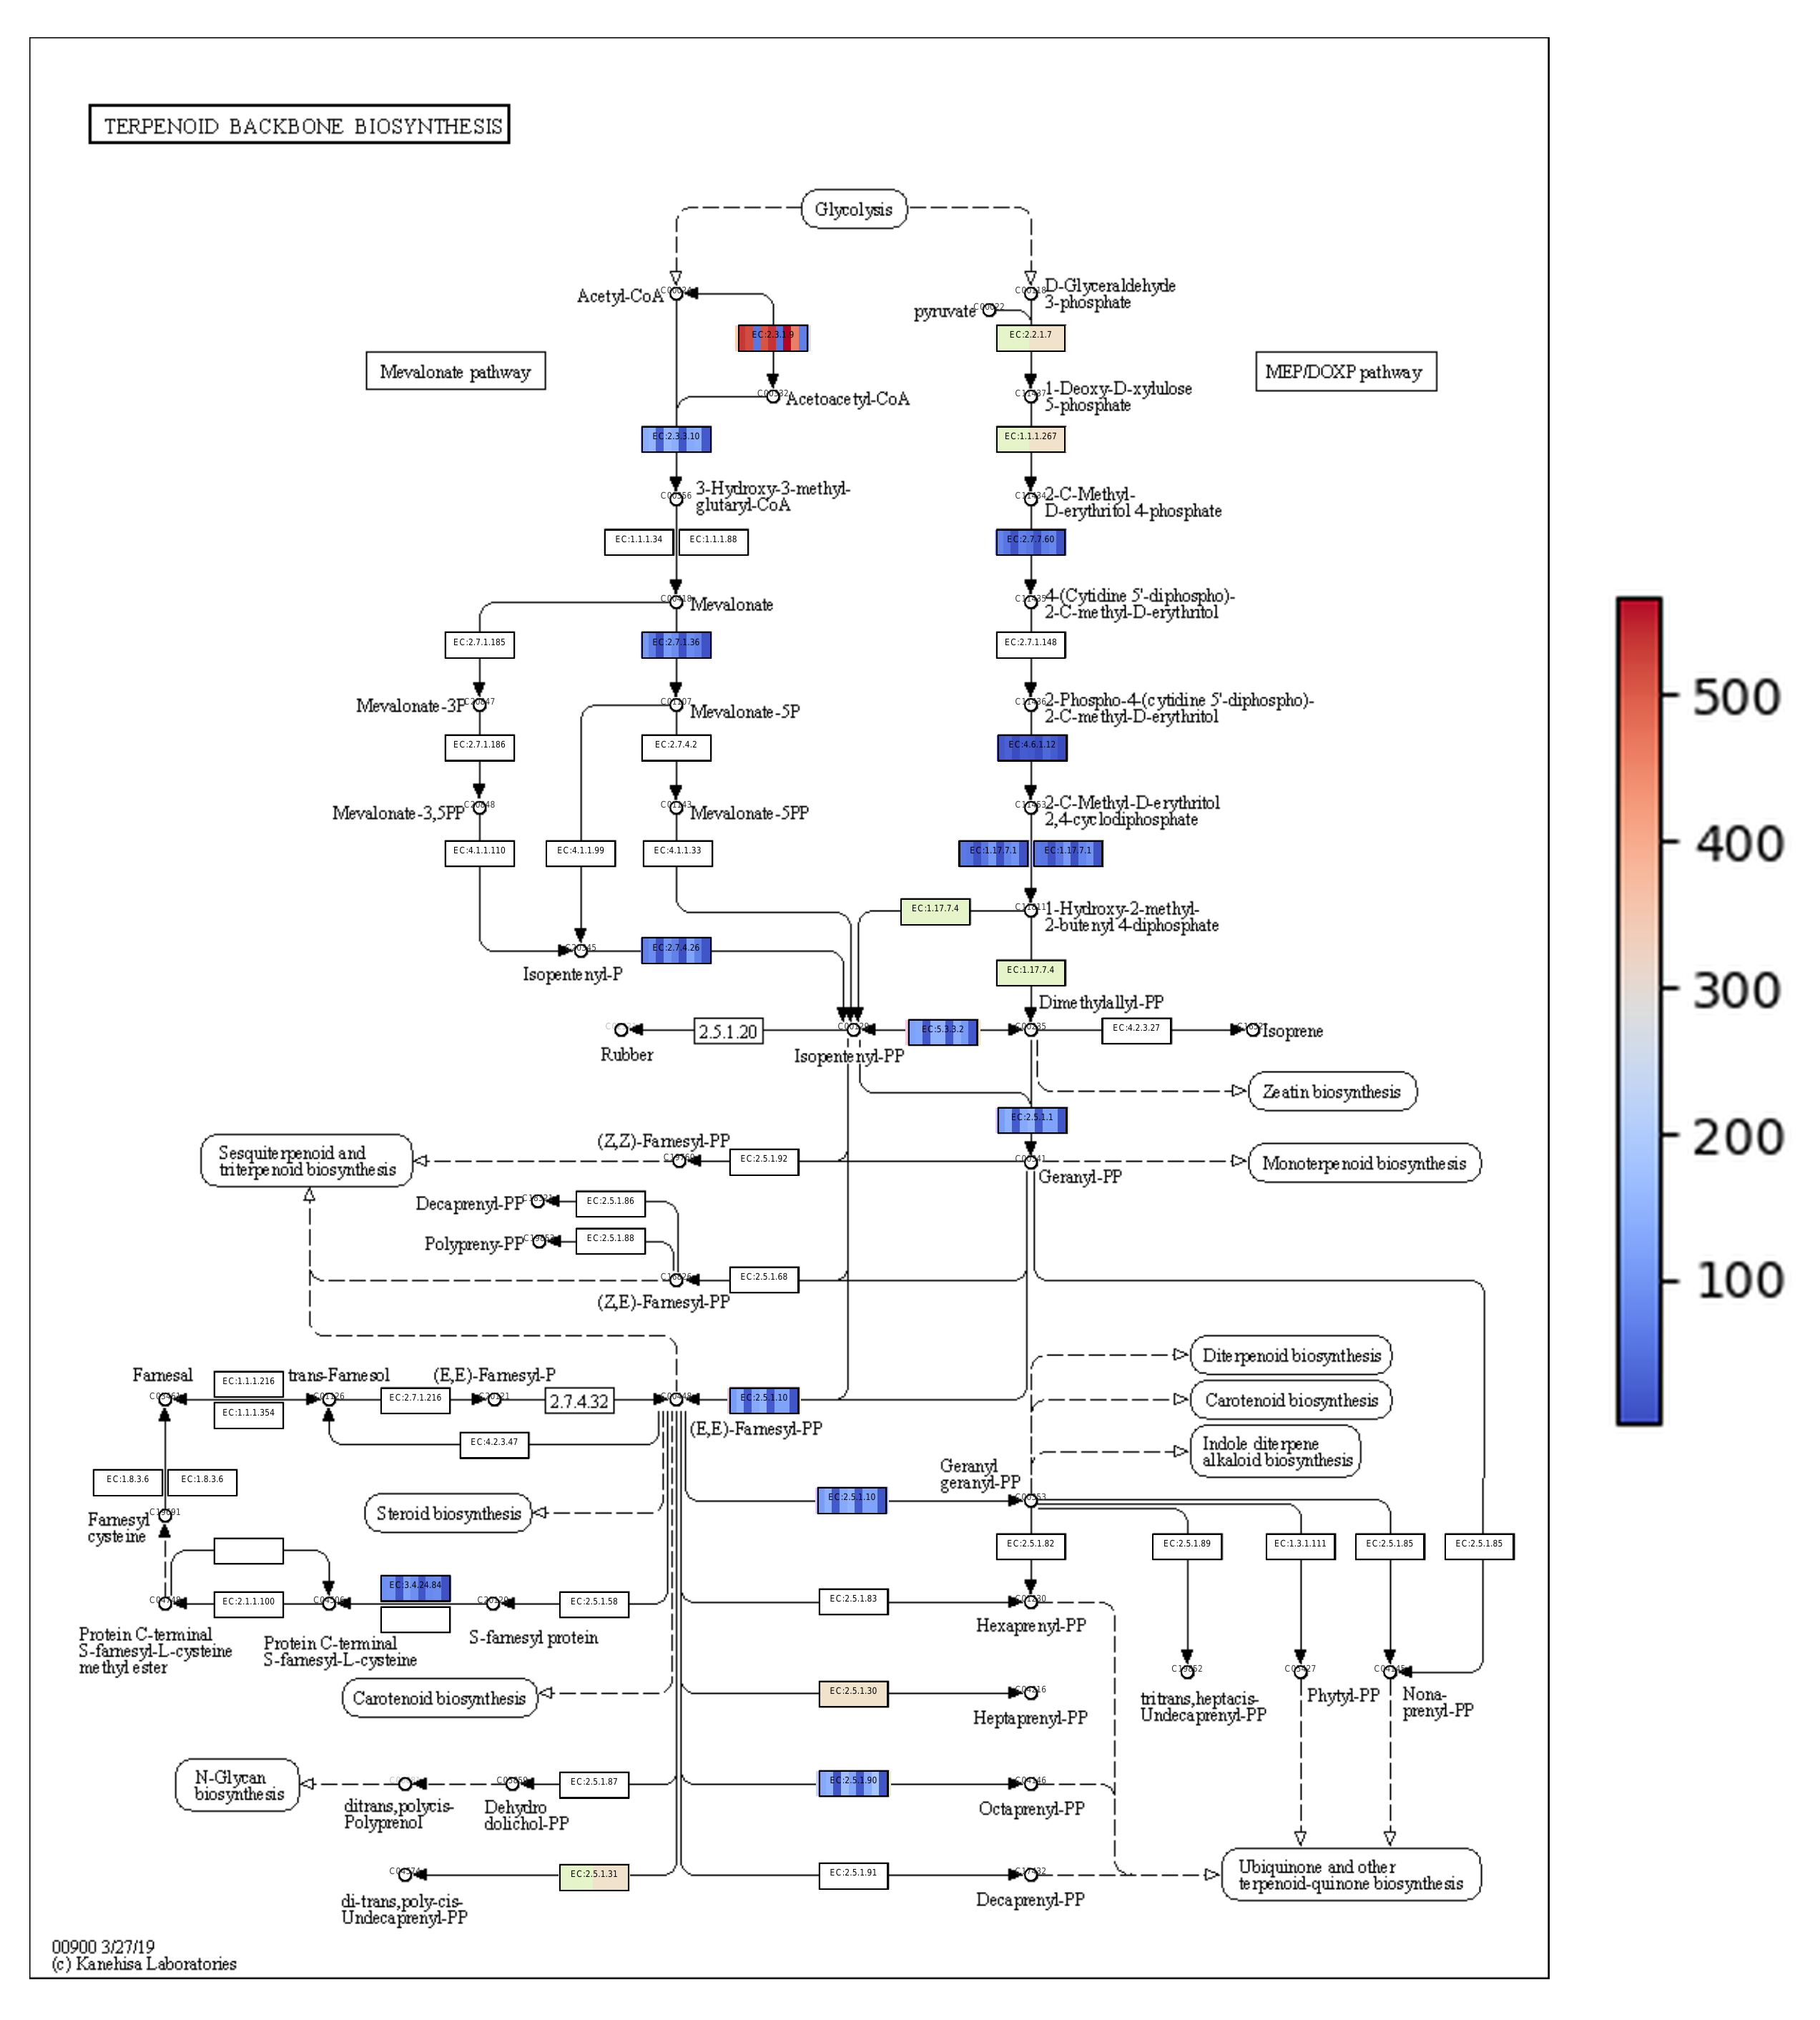 TERPENOID BACKBONE BIOSYNTHESIS
Glycolysis
Acetyl-CoA
pyruvate
D-Glyceraldehyde
3-phosphate
EC:2.3.1.9
EC:2.2.1.7
Mevalonate pathway
MEP/DOXP pathway
Acetoacetyl-CoA
1-Deoxy-D-xylulose
5-phosphate
EC:2.3.3.10
EC:1.1.1.267
3-Hydroxy-3-methyl-
glutaryl-CoA
2-C-Methyl-
D-erythritol 4-phosphate
EC:1.1.1.34
EC:1.1.1.88
EC:2.7.7.60
Mevalonate
4-(Cytidine 5'-diphospho)-
2-C-methyl-D-erythritol
EC:2.7.1.185
EC:2.7.1.36
EC:2.7.1.148
Mevalonate-3P
Mevalonate-5P
2-Phospho-4-(cytidine 5'-diphospho)-
2-C-methyl-D-erythritol
EC:2.7.1.186
EC:2.7.4.2
EC:4.6.1.12
Mevalonate-3,5PP
Mevalonate-5PP
2-C-Methyl-D-erythritol
2,4-cyclodiphosphate
EC:4.1.1.110
EC:4.1.1.99
EC:4.1.1.33
EC:1.17.7.1
EC:1.17.7.1
EC:1.17.7.4
1-Hydroxy-2-methyl-
2-butenyl 4-diphosphate
EC:2.7.4.26
Isopentenyl-P
EC:1.17.7.4
Dimethylallyl-PP
2.5.1.20
EC:5.3.3.2
EC:4.2.3.27
Isoprene
Rubber
Isopentenyl-PP
Zeatin biosynthesis
EC:2.5.1.1
Sesquiterpenoid and
triterpenoid biosynthesis
(Z,Z)-Farnesyl-PP
EC:2.5.1.92
Monoterpenoid biosynthesis
Geranyl-PP
Decaprenyl-PP
EC:2.5.1.86
Polypreny-PP
EC:2.5.1.88
EC:2.5.1.68
(Z,E)-Farnesyl-PP
Diterpenoid biosynthesis
Farnesal
EC:1.1.1.216
trans-Farnesol
(E,E)-Farnesyl-P
EC:2.7.1.216
2.7.4.32
EC:2.5.1.10
Carotenoid biosynthesis
EC:1.1.1.354
(E,E)-Farnesyl-PP
EC:4.2.3.47
Indole diterpene
alkaloid biosynthesis
EC:1.8.3.6
EC:1.8.3.6
Geranyl
geranyl-PP
Farnesyl
cysteine
Steroid biosynthesis
EC:2.5.1.10
EC:2.5.1.82
EC:2.5.1.89
EC:1.3.1.111
EC:2.5.1.85
EC:2.5.1.85
EC:3.4.24.84
EC:2.1.1.100
EC:2.5.1.58
EC:2.5.1.83
Hexaprenyl-PP
Protein C-terminal
S-farnesyl-L-cysteine
methyl ester
Protein C-terminal
S-farnesyl-L-cysteine
S-farnesyl protein
Carotenoid biosynthesis
EC:2.5.1.30
Heptaprenyl-PP
tritrans,heptacis-
Undecaprenyl-PP
Phytyl-PP
Nona-
prenyl-PP
N-Glycan
biosynthesis
EC:2.5.1.87
EC:2.5.1.90
ditrans,polycis-
Polyprenol
Dehydro
dolichol-PP
Octaprenyl-PP
EC:2.5.1.31
EC:2.5.1.91
Ubiquinone and other
terpenoid-quinone biosynthesis
di-trans,poly-cis-
Undecaprenyl-PP
Decaprenyl-PP
00900 3/27/19
(c) Kanehisa Laboratories
500
400
300
200
100